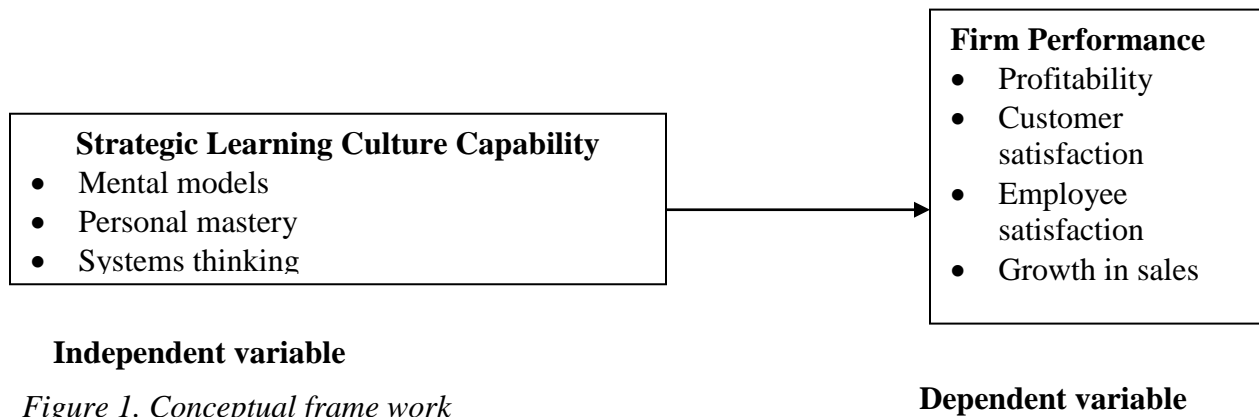 Strategic Learning Culture Capability
• Mental models
• Personal mastery
• Systems thinking
Firm Performance
• Profitability
• Customer
satisfaction
• Employee
satisfaction
• Growth in sales
Independent variable
Dependent variable
Figure 1. Conceptual frame work